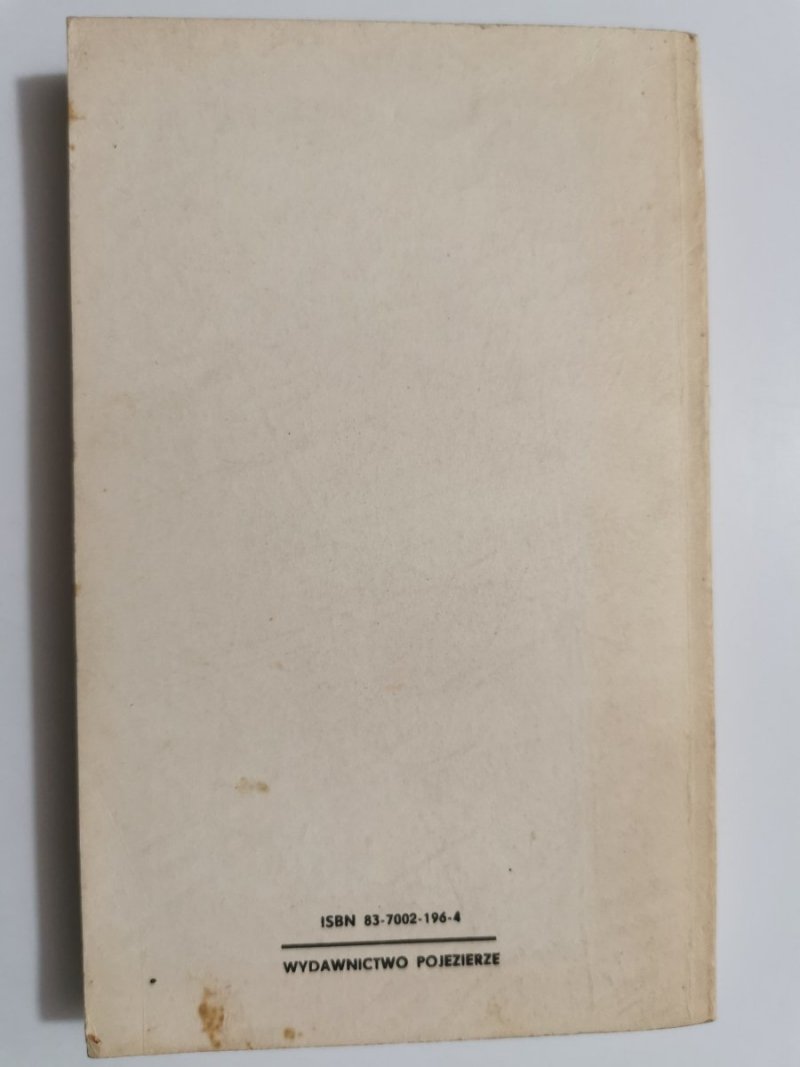 ISBN 83-7002-196-4
WYDAWNICTWO POJEZIERZE